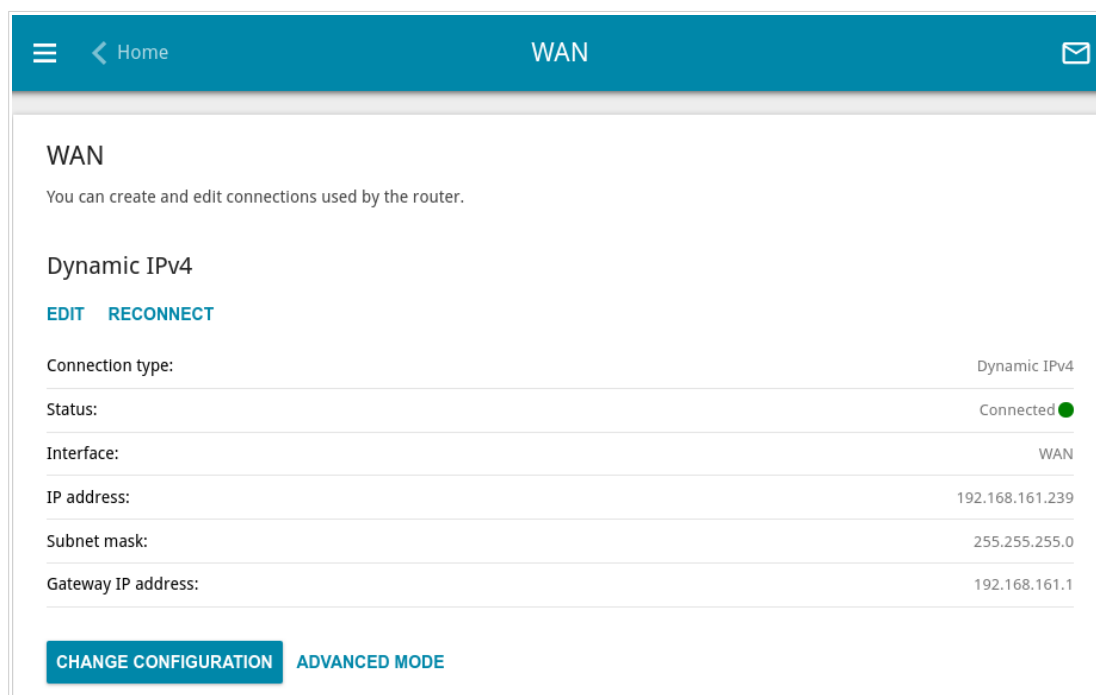 Home
WAN
WAN
You can create and edit connections used by the router.
Dynamic IPv4
EDIT RECONNECT
Connection type: Dynamic IPv4
Status: Connected
Interface: WAN
IP address: 192.168.161.239
Subnet mask: 255.255.255.0
Gateway IP address: 192.168.161.1
CHANGE CONFIGURATION ADVANCED MODE